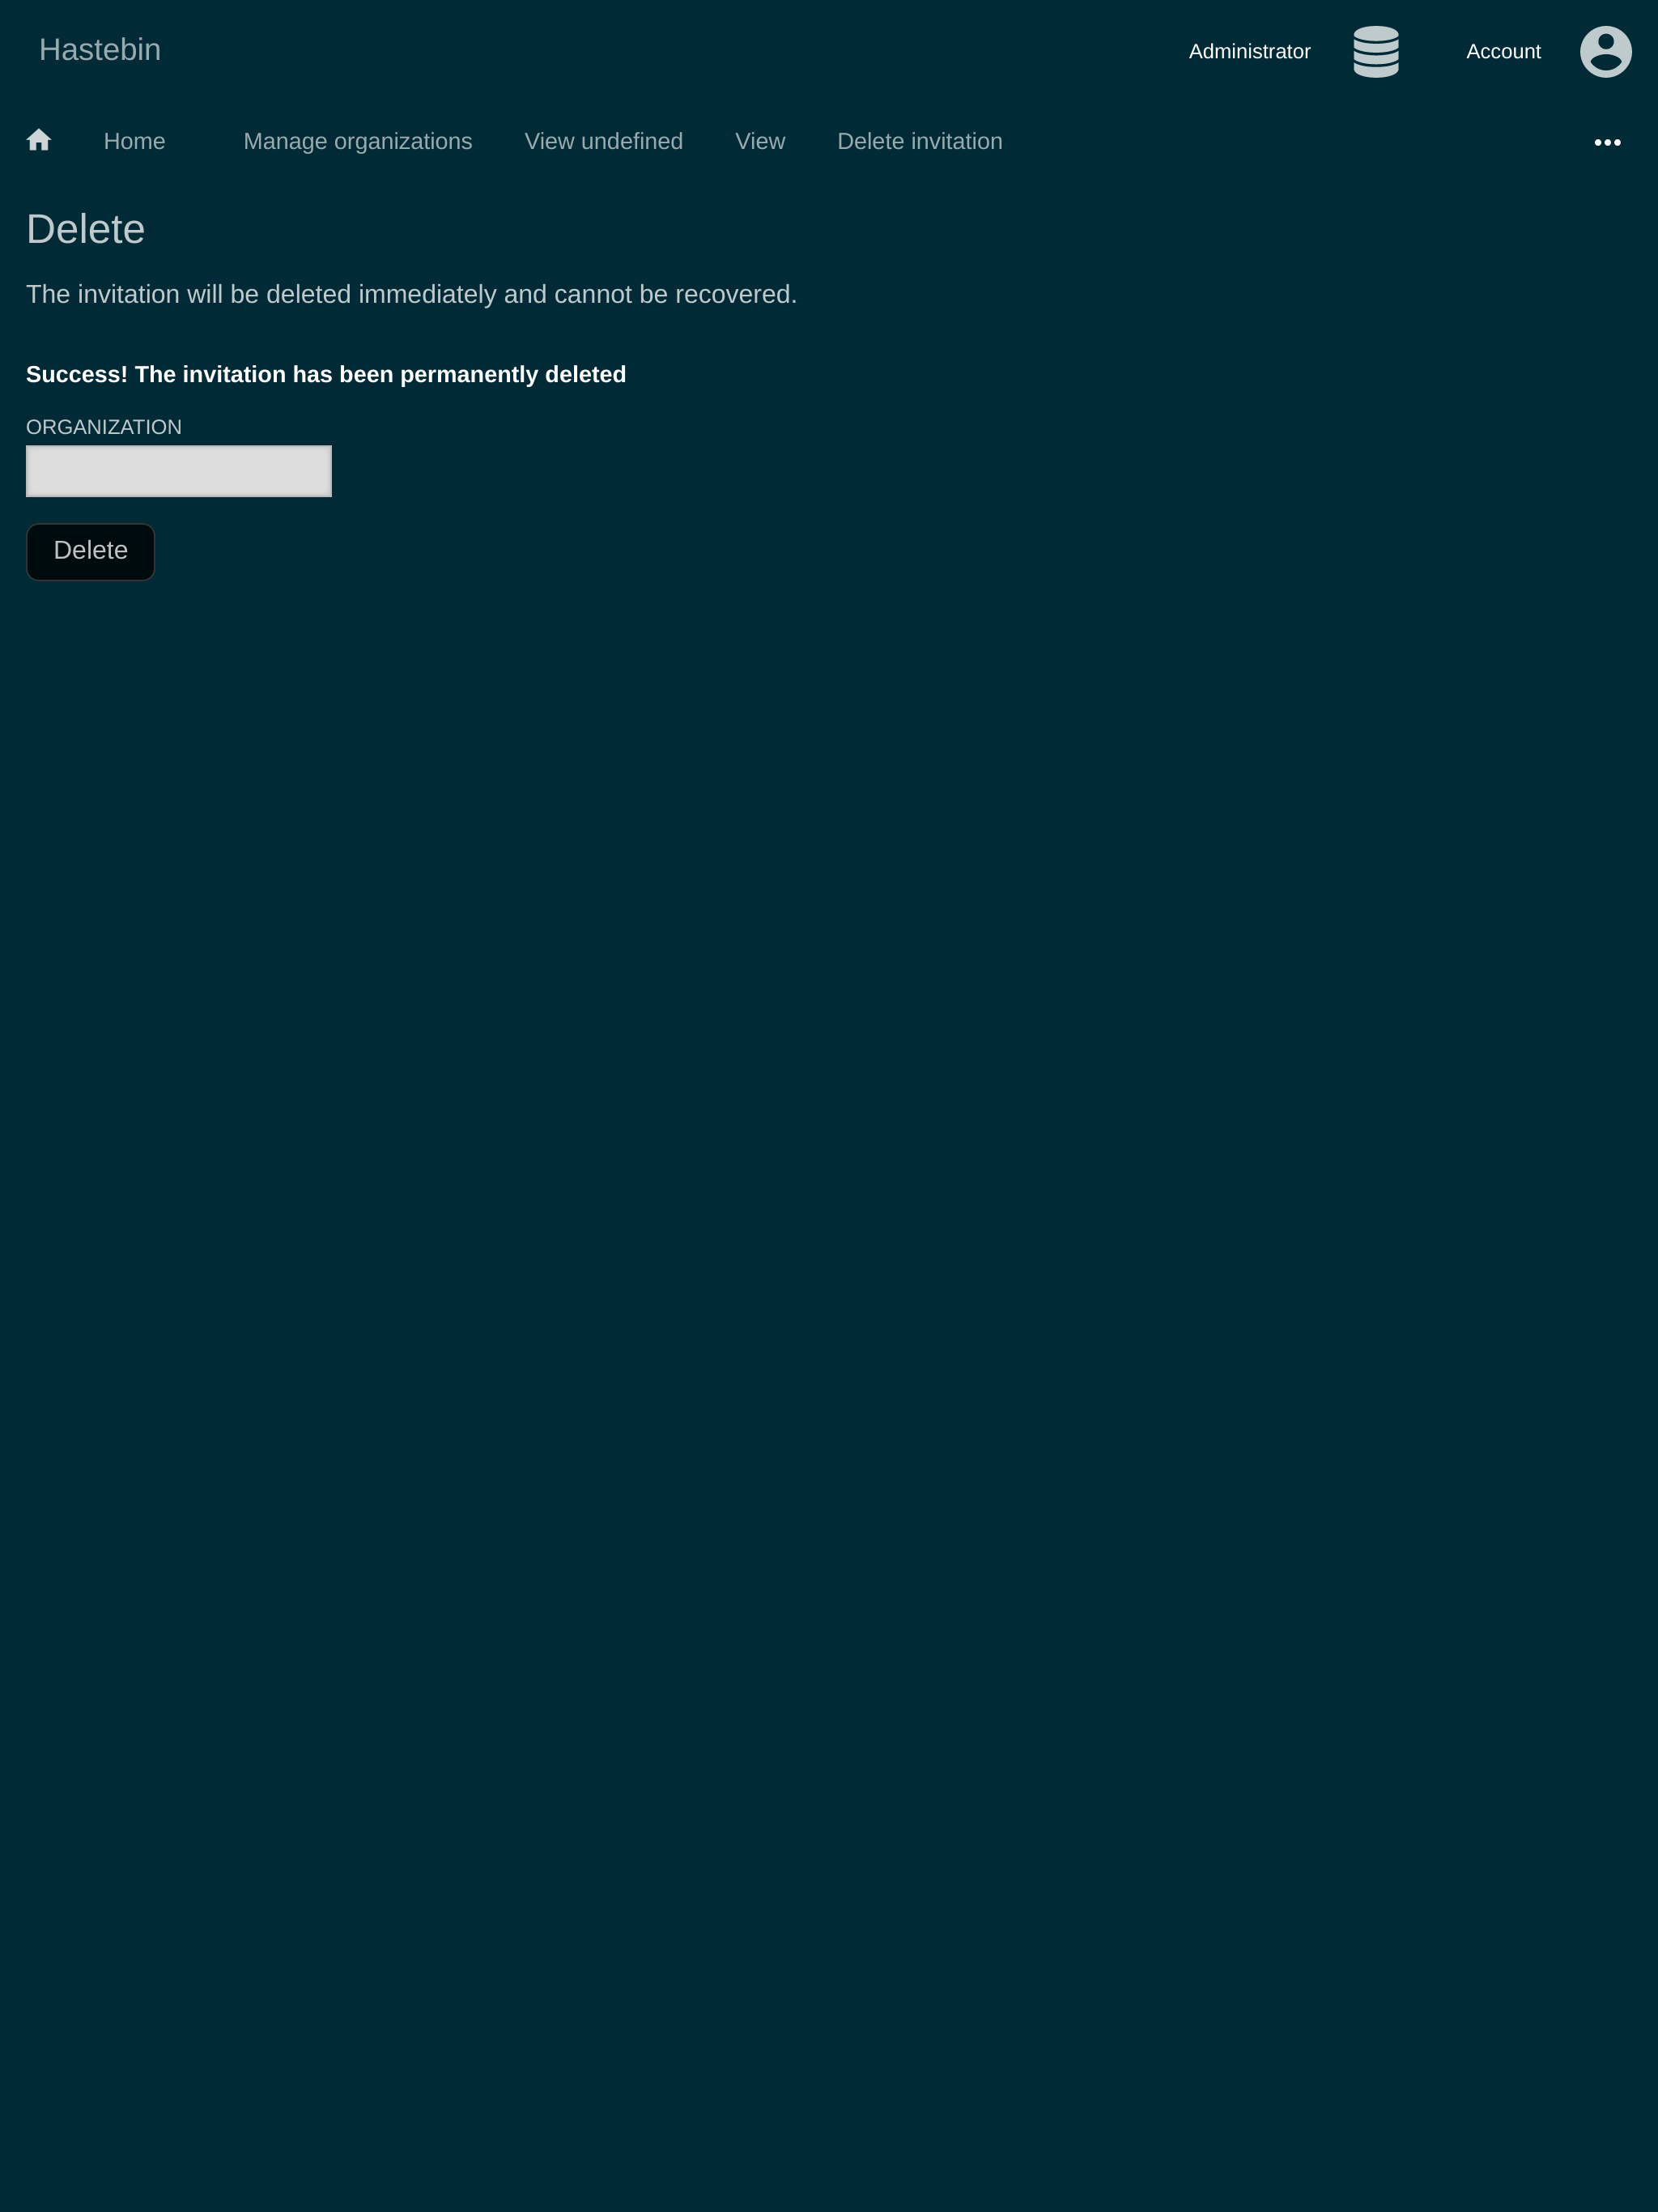 Hastebin
Administrator
Account
Home
Manage organizations
View undefined
View
Delete invitation
Delete
The invitation will be deleted immediately and cannot be recovered.
Success! The invitation has been permanently deleted
ORGANIZATION
Delete